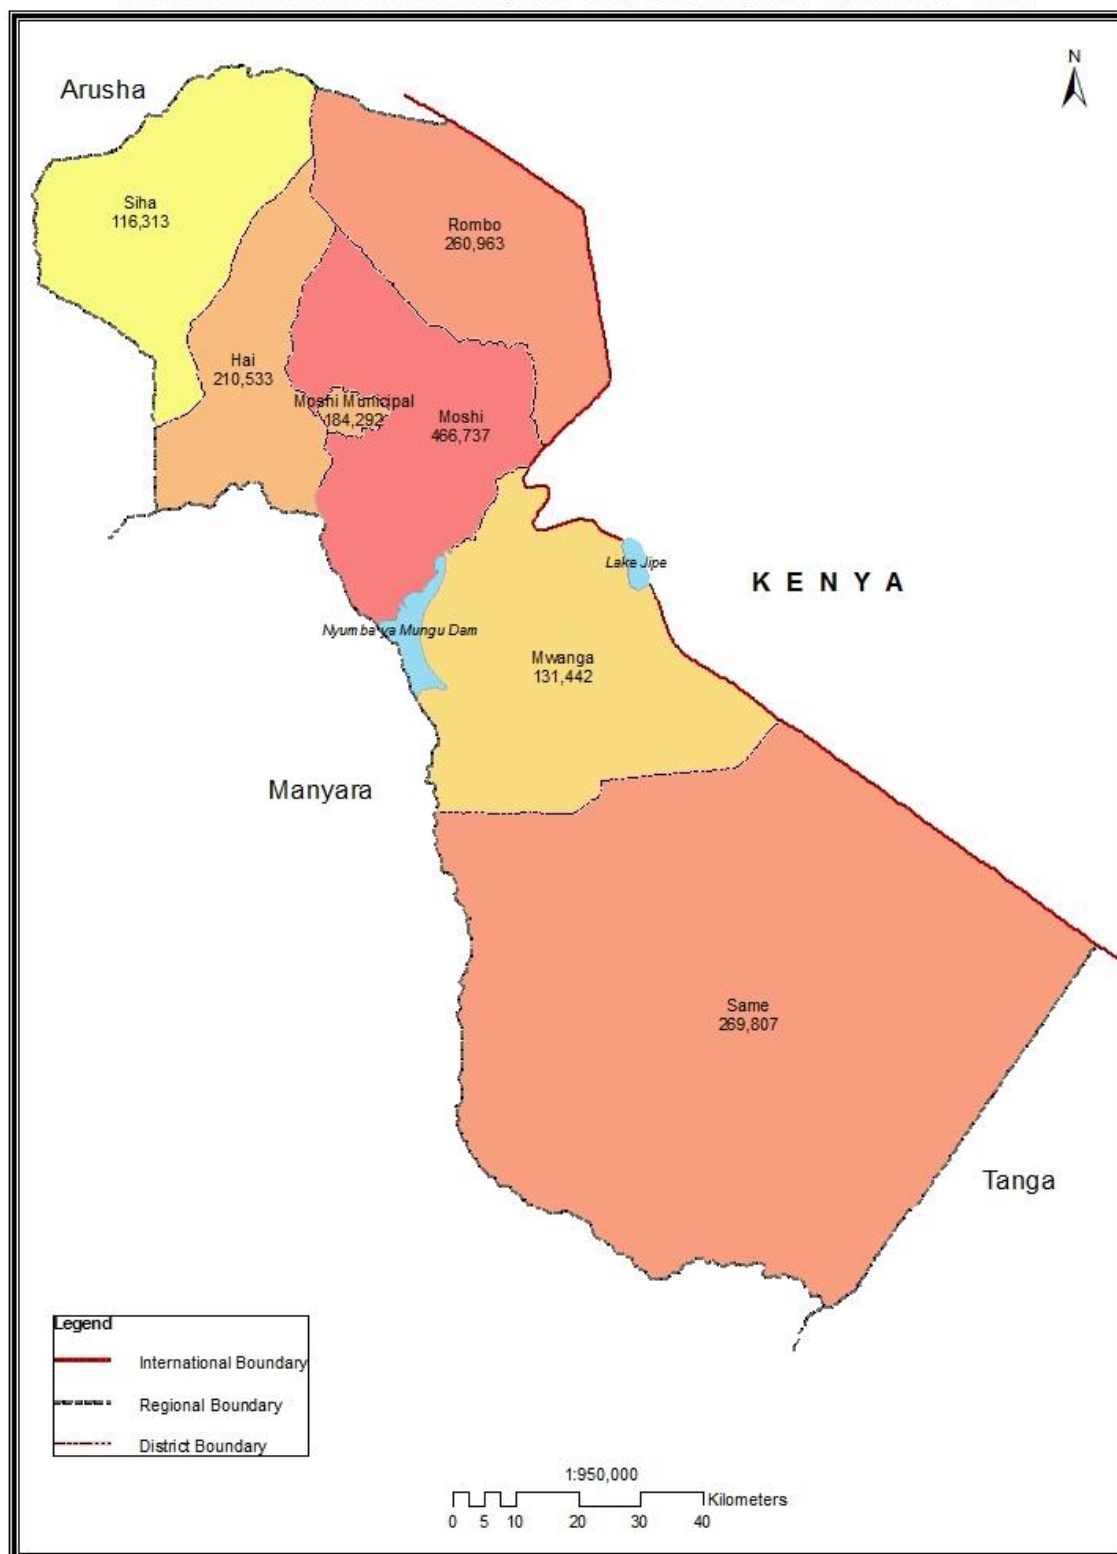 N
Arusha
Siha
116,313
Rombo
260,963
Hai
210,533
Moshi Municipal
184,292
Moshi
466,737
Lake Jipe
KENYA
Nyumba ya Mungu Dam
Mwanga
131,442
Manyara
Same
269,807
Tanga
Legend
International Boundary
Regional Boundary
District Boundary
1:950,000
Kilometers
0 5 10 20 30 40